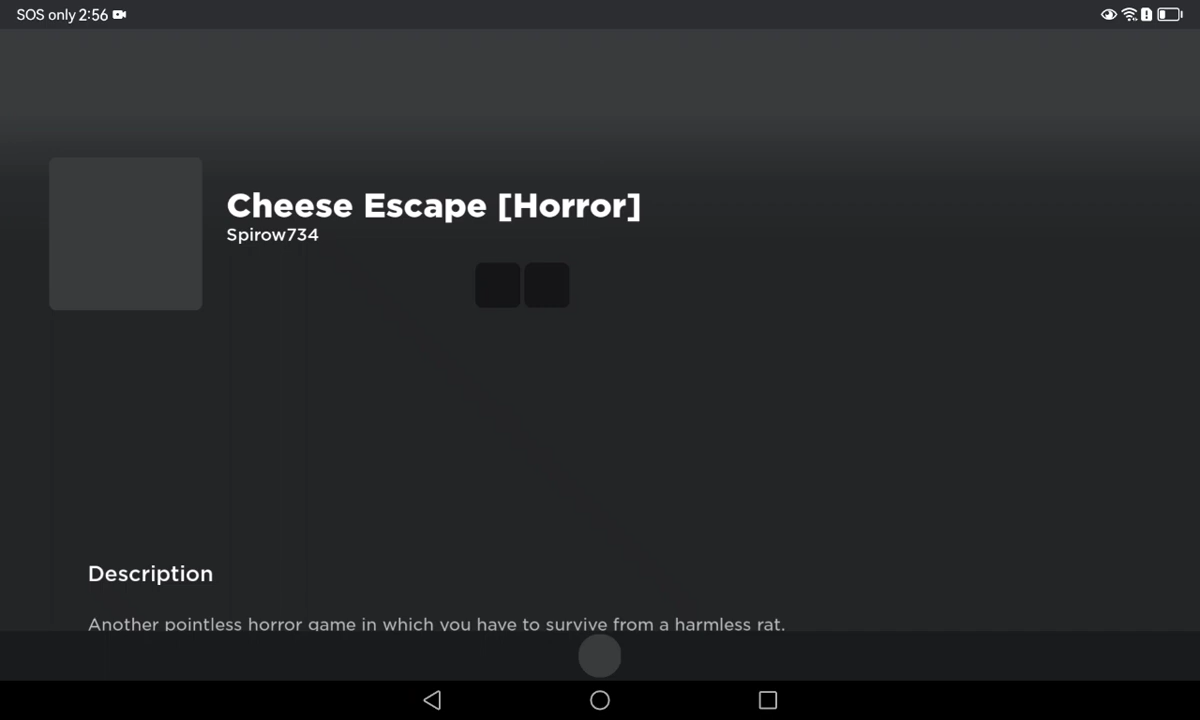 SOS only 2:56
Cheese Escape [Horror]
Spirow734
Description
Another pointless horror game in which you have to survive from a harmless rat.